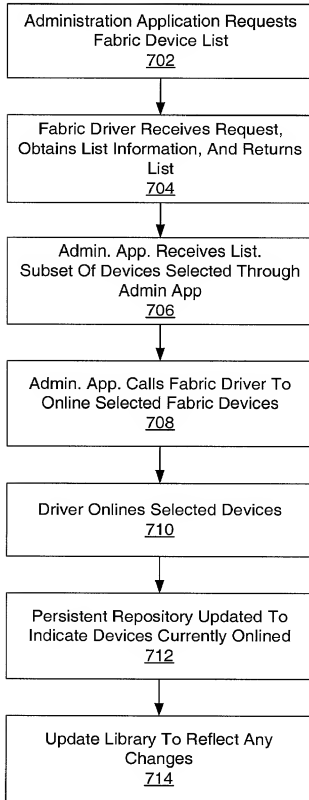 Administration Application Requests
Fabric Device List
702
Fabric Driver Receives Request,
Obtains List Information, And Returns
List
704
Admin. App. Receives List.
Subset Of Devices Selected Through
Admin App
706
Admin. App. Calls Fabric Driver To
Online Selected Fabric Devices
708
Driver Onlines Selected Devices
710
Persistent Repository Updated To
Indicate Devices Currently Onlined
712
Update Library To Reflect Any
Changes
714